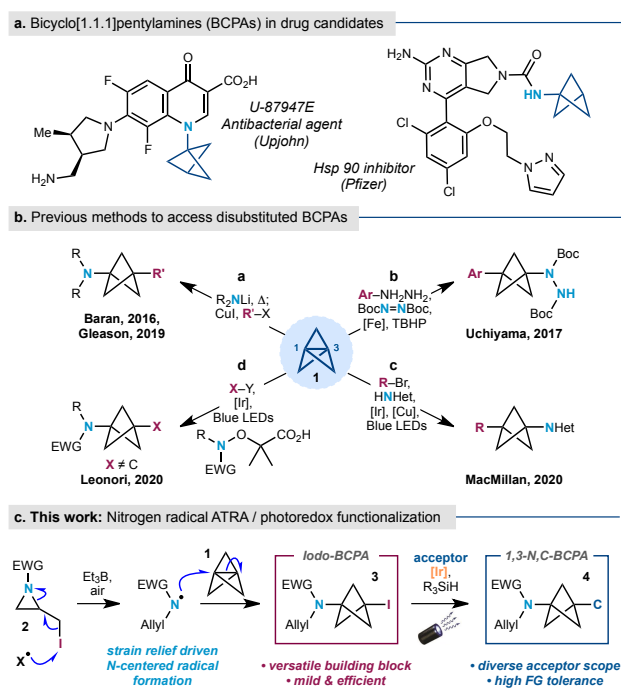 a. Bicyclo[1.1.1]pentylamines (BCPAs) in drug candidates
F
O
CO2H
Me
N
F
N
H2N
U-87947E
Antibacterial agent
(Upjohn)
H2N
N
N
N
O
HN
Cl
O
Cl
N
N
Hsp 90 inhibitor
(Pfizer)
b. Previous methods to access disubstituted BCPAs
R
N
R
R'
Baran, 2016,
Gleason, 2019
a
R2NLi, Δ;
CuI, R'–X
b
Ar–NH2NH2,
BocN=NBoc,
[Fe], TBHP
Ar
Boc
N
NH
Boc
Uchiyama, 2017
1
3
1
d
X–Y,
[Ir],
Blue LEDs
R
N
EWG
X
X ≠ C
Leonori, 2020
R
N
O
CO2H
EWG
c
R–Br,
HNHet,
[Ir], [Cu],
Blue LEDs
R
NHet
MacMillan, 2020
c. This work: Nitrogen radical ATRA / photoredox functionalization
EWG
N
2
I
X•
Et3B,
air
EWG
N•
Allyl
strain relief driven
N-centered radical
formation
1
Iodo-BCPA
3
EWG
N
Allyl
I
• versatile building block
• mild & efficient
acceptor
[Ir],
R3SiH
1,3-N,C-BCPA
4
EWG
N
Allyl
C
• diverse acceptor scope
• high FG tolerance